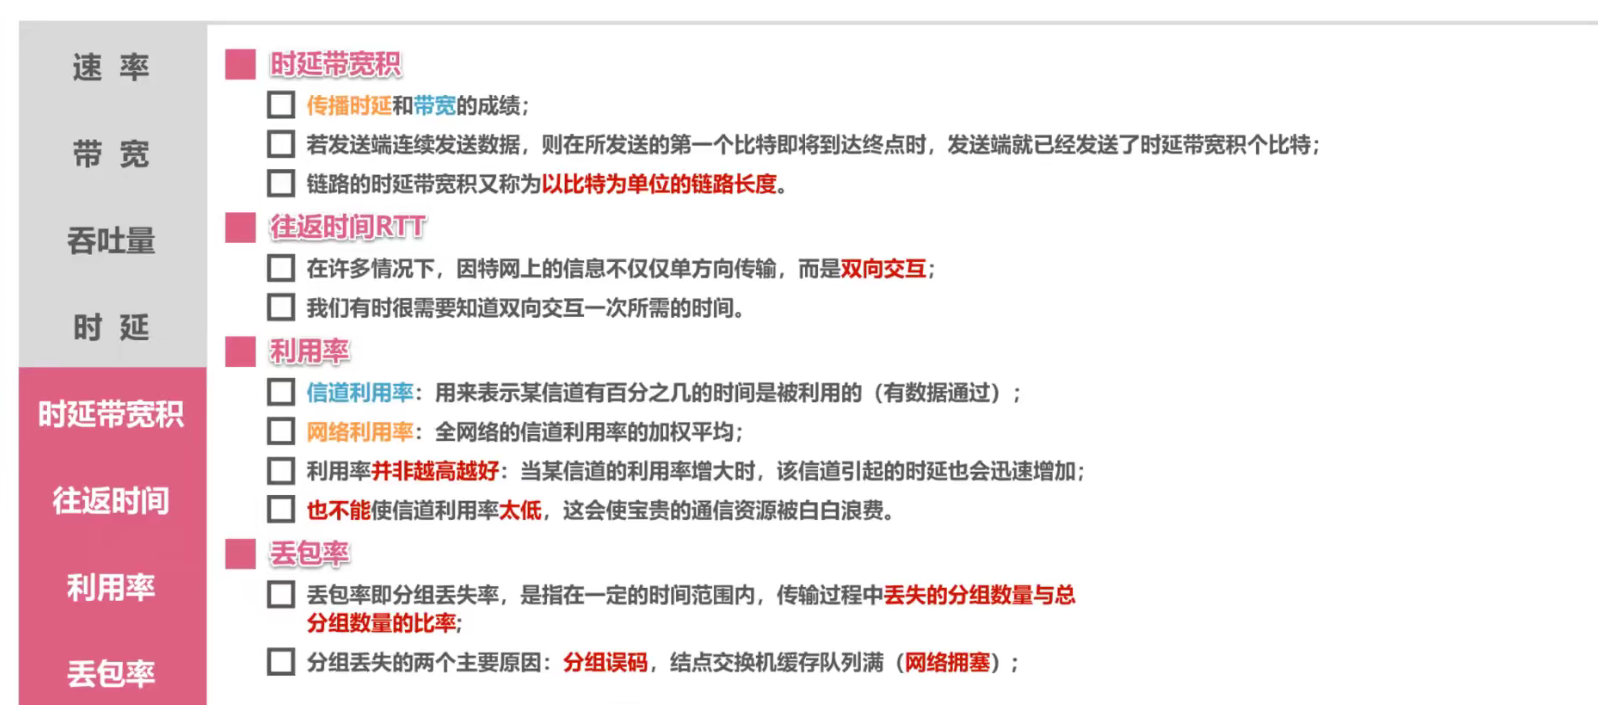 速 率
带 宽
吞吐量
时 延
时延带宽积
往返时间
利用率
丢包率
时延带宽积
传播时延和带宽的成绩；
若发送端连续发送数据，则在所发送的第一个比特即将到达终点时，发送端就已经发送了时延带宽积个比特；
链路的时延带宽积又称为以比特为单位的链路长度。
往返时间RTT
在许多情况下，因特网上的信息不仅仅单方向传输，而是双向交互；
我们有时很需要知道双向交互一次所需的时间。
利用率
信道利用率：用来表示某信道有百分之几的时间是被利用的（有数据通过）；
网络利用率：全网络的信道利用率的加权平均；
利用率并非越高越好：当某信道的利用率增大时，该信道引起的时延也会迅速增加；
也不能使信道利用率太低，这会使宝贵的通信资源被白白浪费。
丢包率
丢包率即分组丢失率，是指在一定的时间范围内，传输过程中丢失的分组数量与总
分组数量的比率；
分组丢失的两个主要原因：分组误码，结点交换机缓存队列满（网络拥塞）；